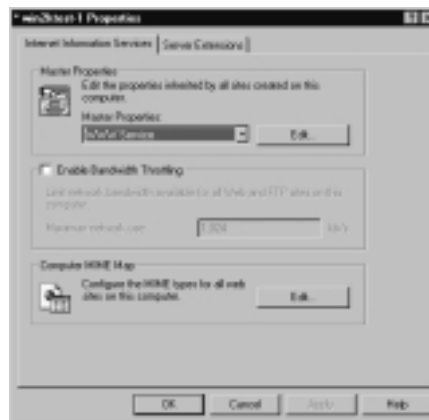 * win2ktest-1 Properties
Internet Information Services
Server Extensions
Master Properties
Edit the properties inherited by all sites created on this
computer.
Master Properties:
WWW Service
Edit...
Enable Bandwidth Throttling
Limit network bandwidth available for all Web and FTP sites on this
computer
Maximum network use:
1,024
kb/s
Computer MIME Map
Configure the MIME types for all web
sites on this computer.
Edit...
OK
Cancel
Apply
Help